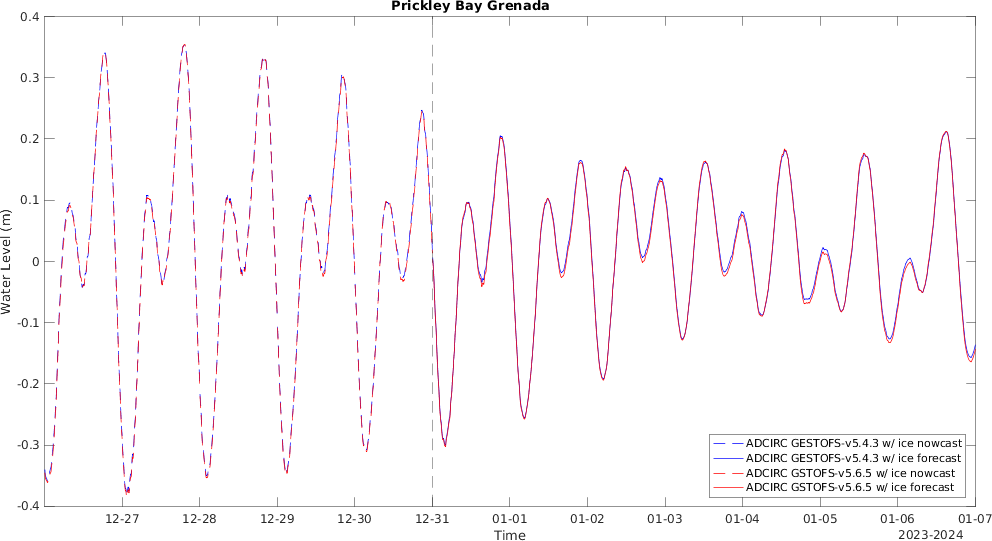 Prickley Bay Grenada
0.4
0.3
0.2
0.1
0
-0.1
-0.2
-0.3
-0.4
Water Level (m)
12-27 12-28 12-29 12-30 12-31 01-01 01-02 01-03 01-04 01-05 01-06 01-07
Time
2023-2024
ADCIRC GESTOFS-v5.4.3 w/ ice nowcast
ADCIRC GESTOFS-v5.4.3 w/ ice forecast
ADCIRC GSTOFS-v5.6.5 w/ ice nowcast
ADCIRC GSTOFS-v5.6.5 w/ ice forecast